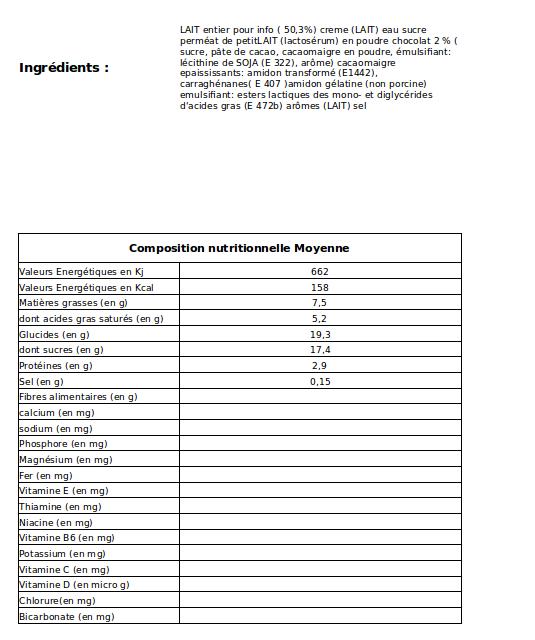 Ingrédients :
LAIT entier pour info ( 50,3%) creme (LAIT) eau sucre
perméat de petitLAIT (lactosérum) en poudre chocolat 2 % (
sucre, pâte de cacao, cacaomaigre en poudre, émulsifiant:
lécithine de SOJA (E 322), arôme) cacaomaigre
epaississants: amidon transformé (E1442),
carraghénanes( E 407 )amidon gélatine (non porcine)
emulsifiant: esters lactiques des mono- et diglycérides
d'acides gras (E 472b) arômes (LAIT) sel
Composition nutritionnelle Moyenne
Valeurs Energétiques en Kj 662
Valeurs Energétiques en Kcal 158
Matières grasses (en g) 7,5
dont acides gras saturés (en g) 5,2
Glucides (en g) 19,3
dont sucres (en g) 17,4
Protéines (en g) 2,9
Sel (en g) 0,15
Fibres alimentaires (en g)
calcium (en mg)
sodium (en mg)
Phosphore (en mg)
Magnésium (en mg)
Fer (en mg)
Vitamine E (en mg)
Thiamine (en mg)
Niacine (en mg)
Vitamine B6 (en mg)
Potassium (en mg)
Vitamine C (en mg)
Vitamine D (en micro g)
Chlorure(en mg)
Bicarbonate (en mg)